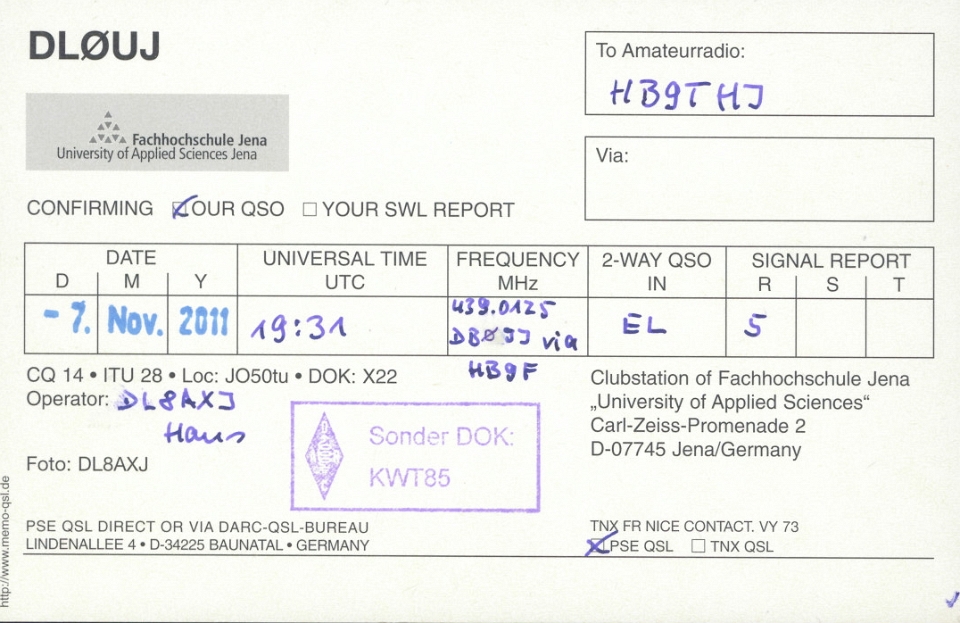 DLØUJ
To Amateurradio:
HB9THJ
Fachhochschule Jena
University of Applied Sciences Jena
Via:
CONFIRMING OUR QSO YOUR SWL REPORT
DATE UNIVERSAL TIME FREQUENCY 2-WAY QSO SIGNAL REPORT
D M Y UTC MHz IN R S T
439.0125
-7. Nov. 2011 19:31 DBØJJ via EL 5
HB9F
CQ 14 • ITU 28 • Loc: JO50tu • DOK: X22
Operator: DL8AXJ
Hans
Clubstation of Fachhochschule Jena
„University of Applied Sciences“
Carl-Zeiss-Promenade 2
D-07745 Jena/Germany
Sonder DOK:
KWT85
Foto: DL8AXJ
PSE QSL DIRECT OR VIA DARC-QSL-BUREAU
LINDENALLEE 4 • D-34225 BAUNATAL • GERMANY
TNX FR NICE CONTACT. VY 73
PSE QSL TNX QSL
http://www.memo-qsl.de